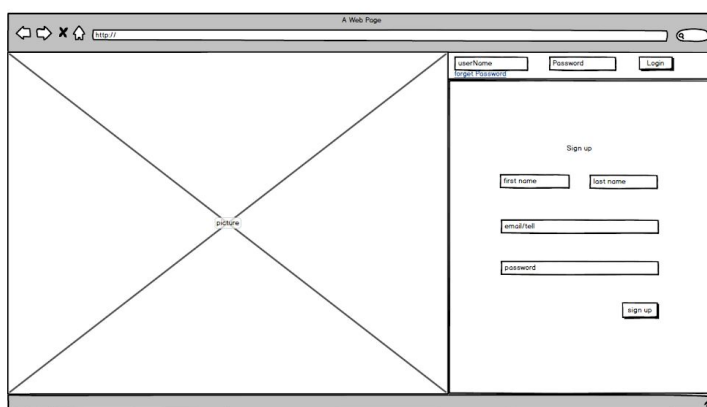 A Web Page
http://
userName Password Login
forget Password
Sign up
first name last name
picture
email/tell
password
sign up